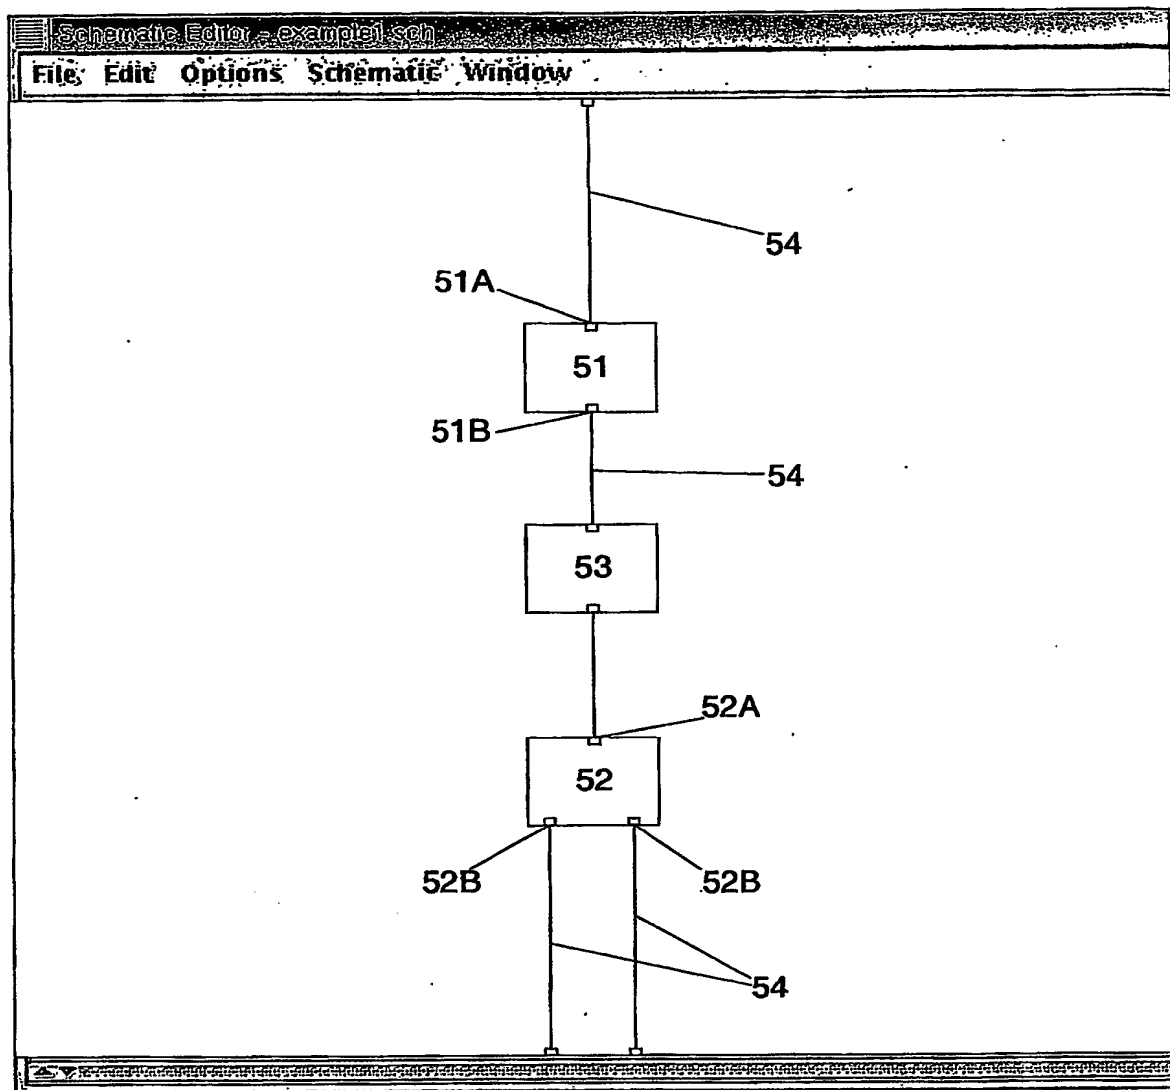 Schematic Editor - example1.sch
File Edit Options Schematic Window
54
51A
51
51B
54
53
52A
52
52B 52B
54